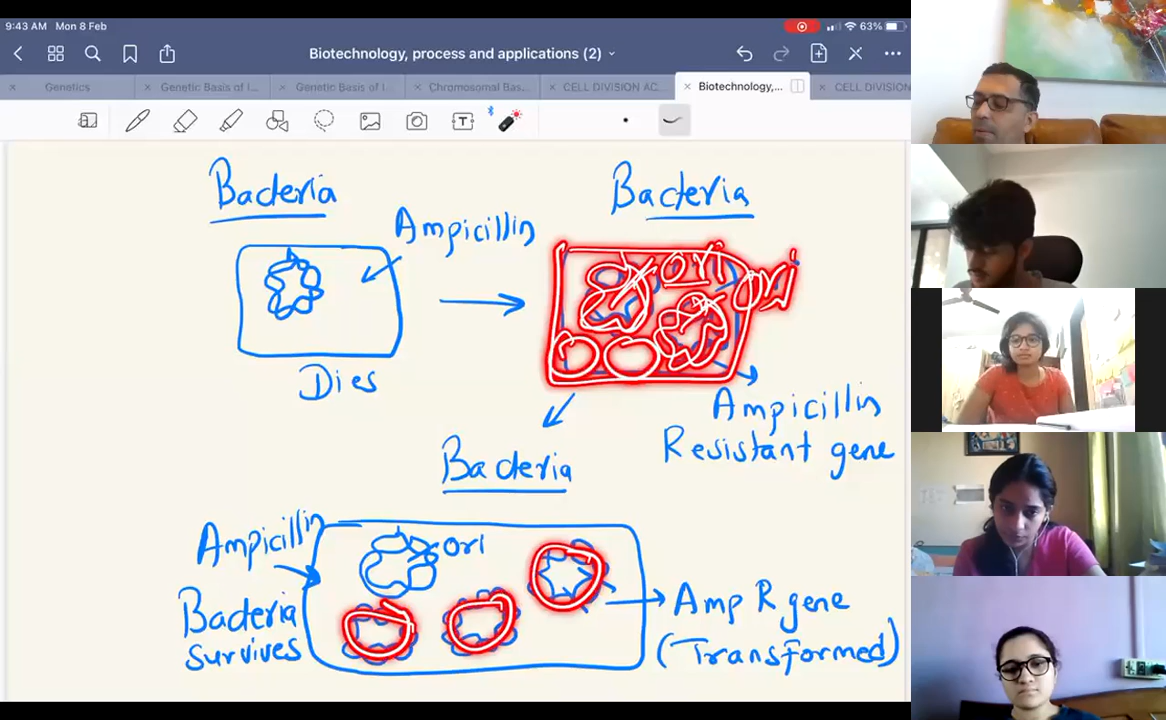 9:43 AM Mon 8 Feb
63%
Biotechnology, process and applications (2)
Genetics
Genetic Basis of I...
Genetic Basis of I...
Chromosomal Bas...
CELL DIVISION AC...
Biotechnology,...
CELL DIVISION
Bacteria
Bacteria
Ampicillin
ori
ori
Dies
Ampicillin
Resistant gene
Bacteria
Ampicillin
ori
Bacteria
survives
Amp R gene
(Transformed)